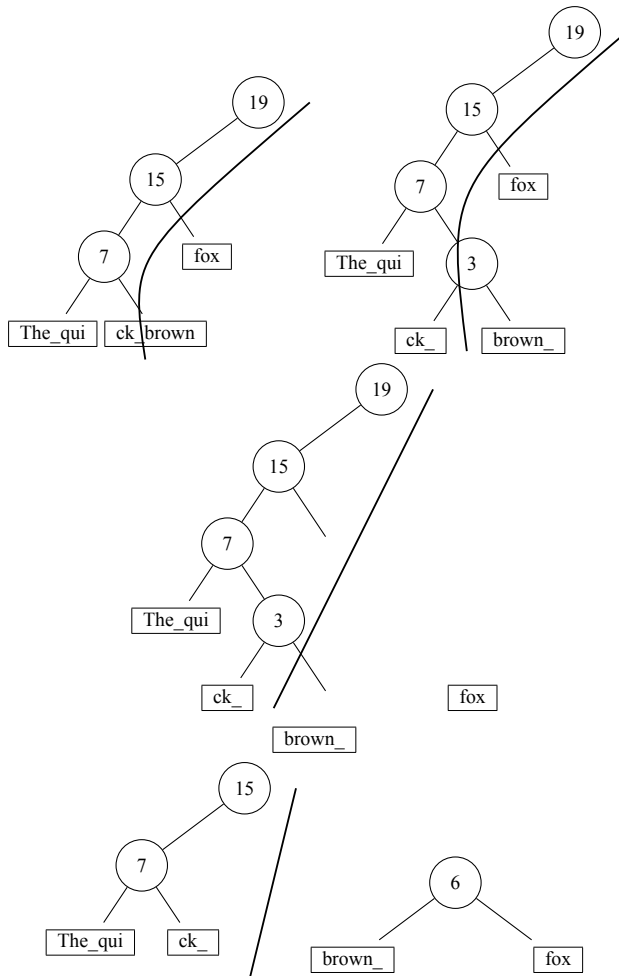 19
15
7
fox
The_qui
ck_brown
19
15
7
fox
The_qui
3
ck_
brown_
19
15
7
The_qui
3
ck_
fox
brown_
15
7
The_qui
ck_
6
brown_
fox